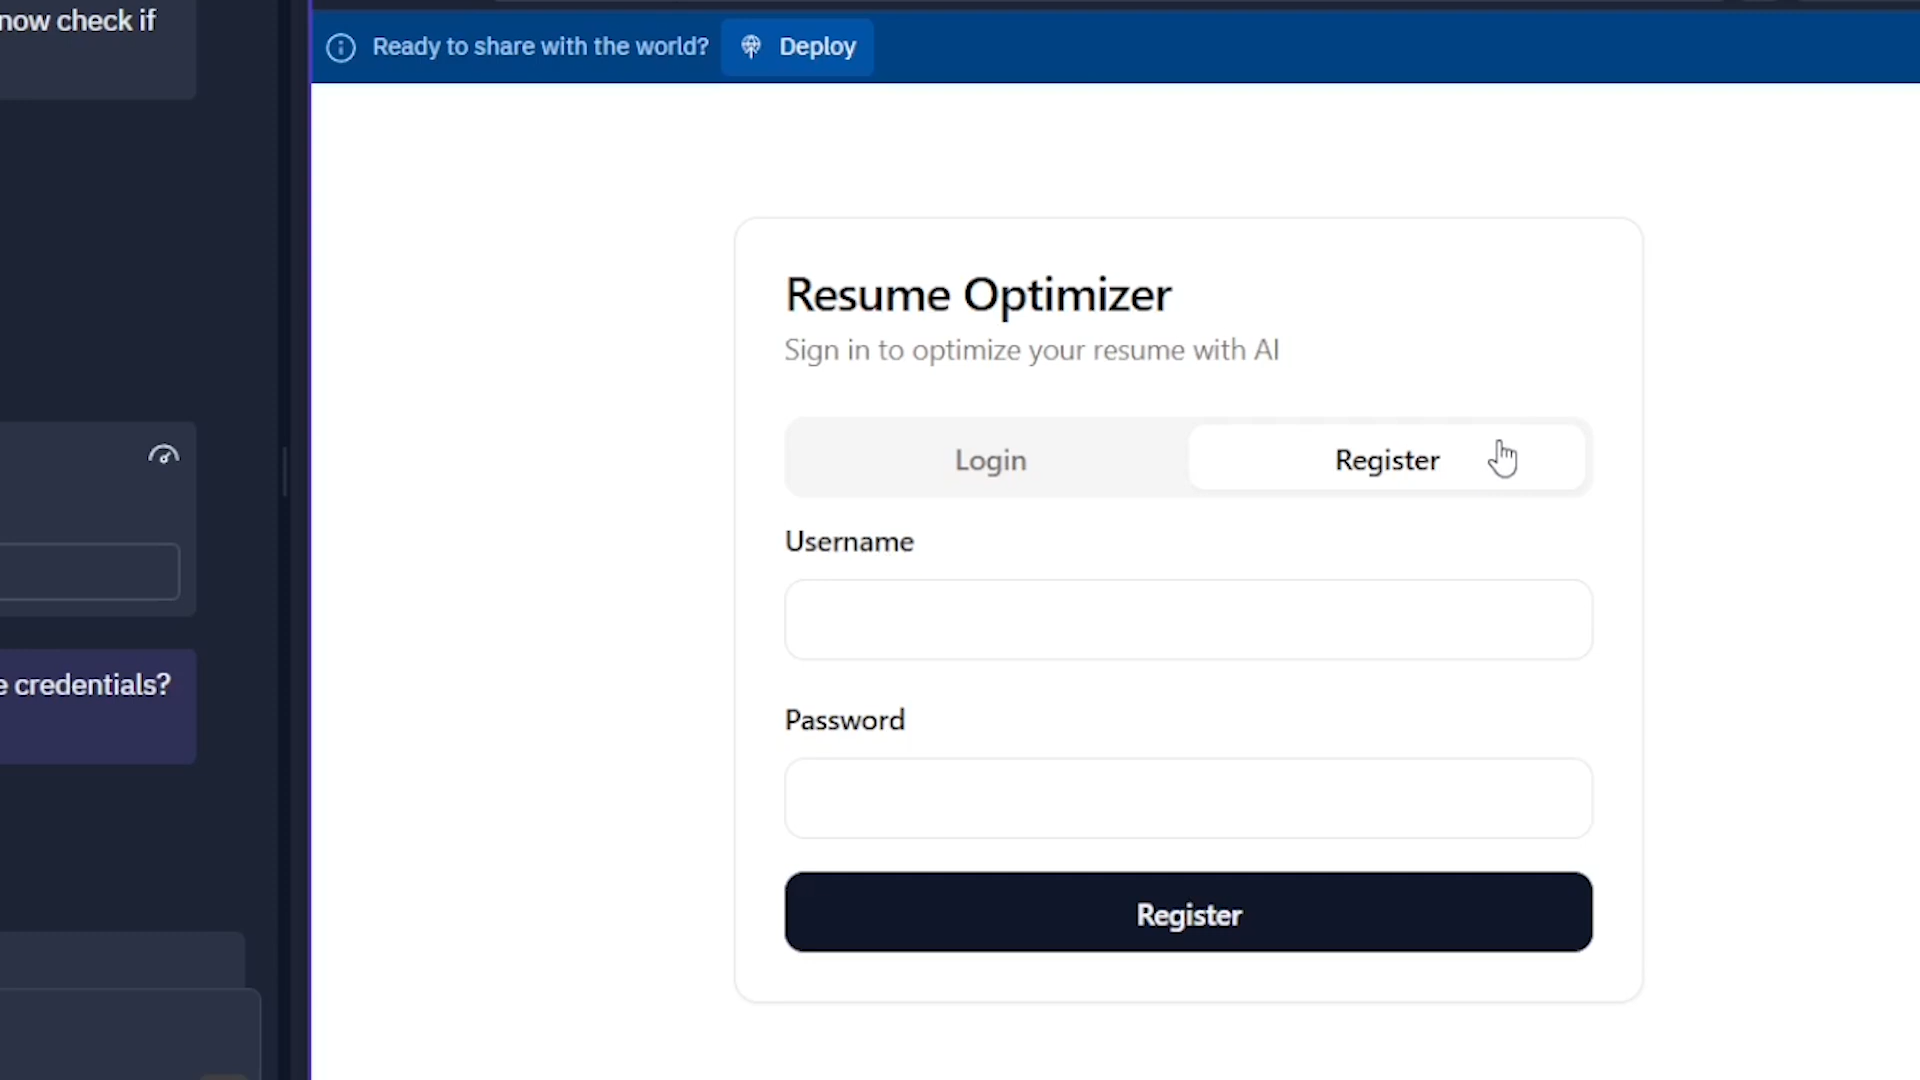 now check if
Ready to share with the world? Deploy
Resume Optimizer
Sign in to optimize your resume with AI
Login Register
Username
e credentials?
Password
Register